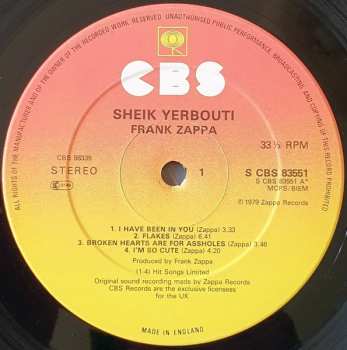 ALL RIGHTS OF THE MANUFACTURER AND OF THE OWNER OF THE RECORDED WORK RESERVED. UNAUTHORISED PUBLIC PERFORMANCE, BROADCASTING AND COPYING OF THIS RECORD PROHIBITED
CBS
SHEIK YERBOUTI
FRANK ZAPPA
33⅓ RPM
CBS 88339
STEREO
1
S CBS 83551
S CBS 83551 A*
MCPS/BIEM
℗ 1979 Zappa Records
1. I HAVE BEEN IN YOU (Zappa) 3.33
2. FLAKES (Zappa) 6.41
3. BROKEN HEARTS ARE FOR ASSHOLES (Zappa) 3.40
4. I'M SO CUTE (Zappa) 4.20
Produced by Frank Zappa
(1-4) Hit Songs Limited
Original sound recording made by Zappa Records
CBS Records are the exclusive licensees
for the UK
MADE IN ENGLAND